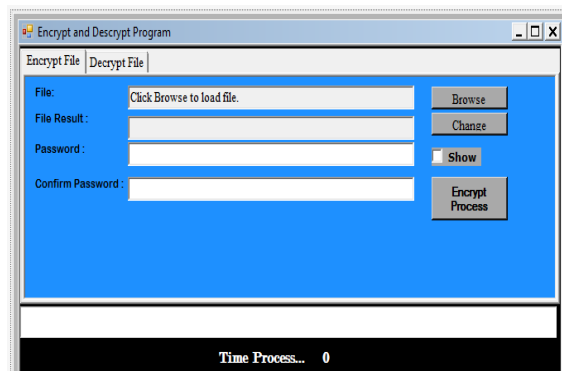 Encrypt and Descrypt Program
Encrypt File Decrypt File
File: Click Browse to load file. Browse
File Result : Change
Password : Show
Confirm Password : Encrypt
Process
Time Process... 0